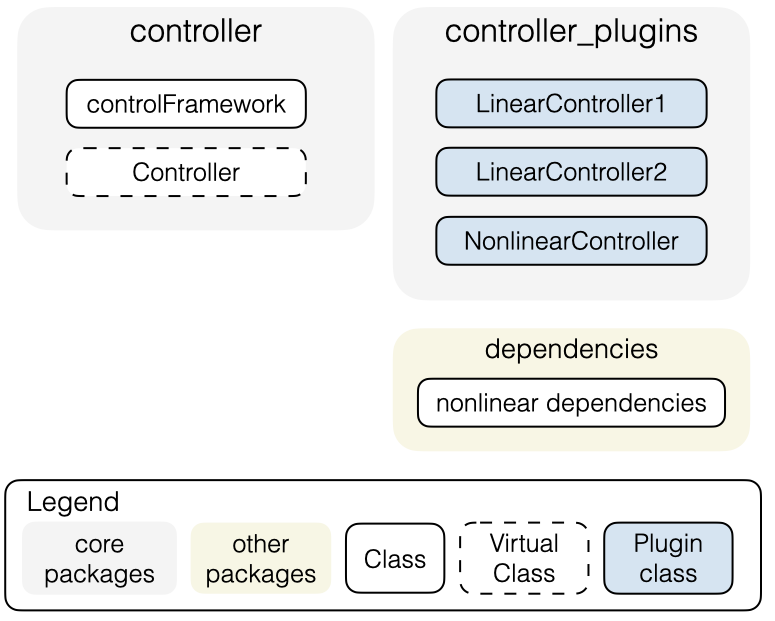 controller
controlFramework
Controller
controller_plugins
LinearController1
LinearController2
NonlinearController
dependencies
nonlinear dependencies
Legend
core
packages
other
packages
Class
Virtual
Class
Plugin
class